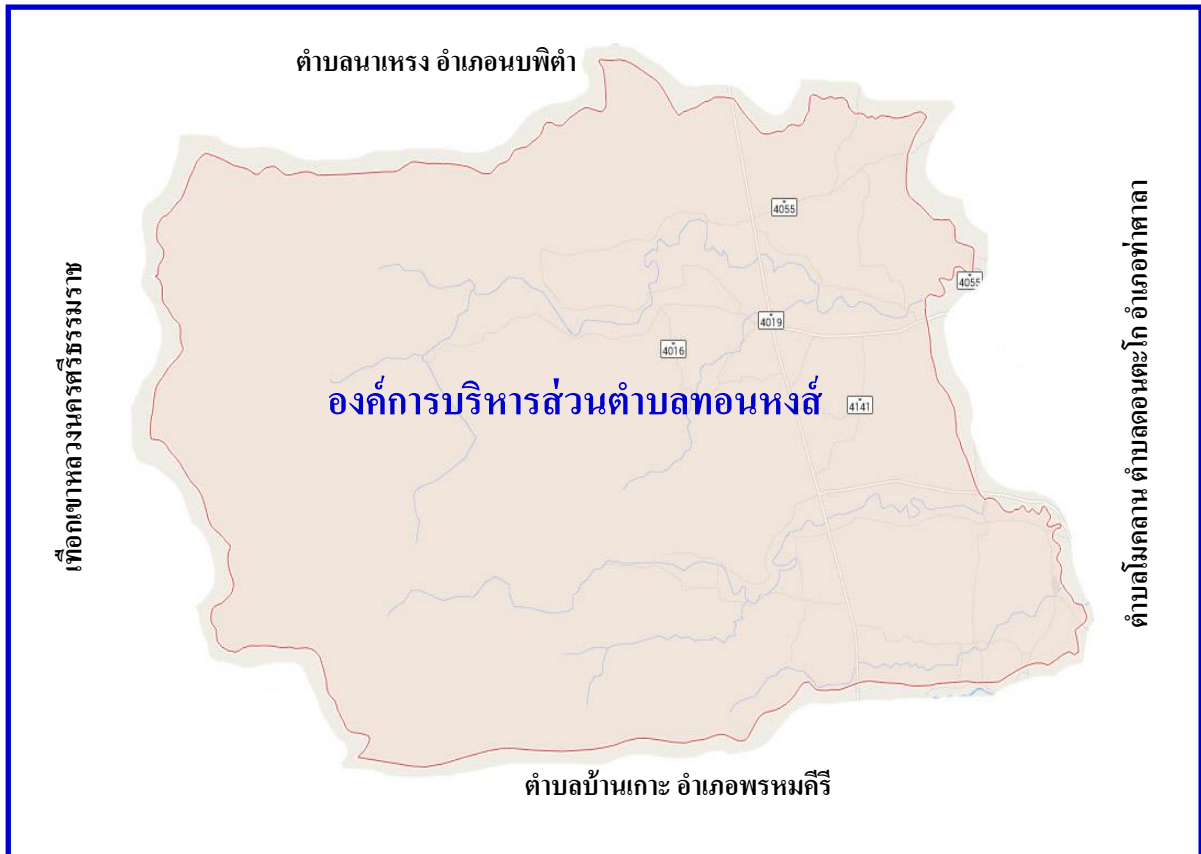 ตำบลนาเหรง อำเภอนบพิตำ
เทือกเขาหลวงนครศรีธรรมราช
4055
4055
4019
4016
องค์การบริหารส่วนตำบลทอนหงส์
4141
ตำบลโมคลาน ตำบลดอนตะโก อำเภอท่าศาลา
ตำบลบ้านเกาะ อำเภอพรหมคีรี